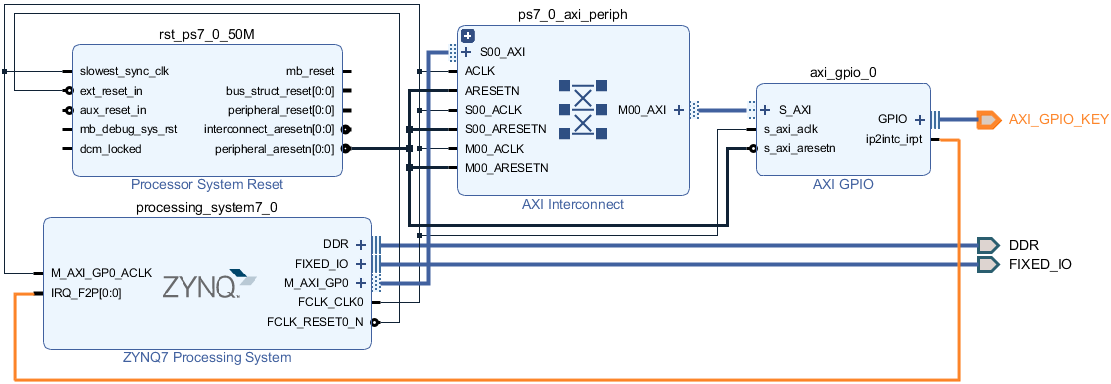 rst_ps7_0_50M
slowest_sync_clk
ext_reset_in
aux_reset_in
mb_debug_sys_rst
dcm_locked
mb_reset
bus_struct_reset[0:0]
peripheral_reset[0:0]
interconnect_aresetn[0:0]
peripheral_aresetn[0:0]
Processor System Reset
ps7_0_axi_periph
S00_AXI
ACLK
ARESETN
S00_ACLK
S00_ARESETN
M00_ACLK
M00_ARESETN
M00_AXI
AXI Interconnect
axi_gpio_0
S_AXI
s_axi_aclk
s_axi_aresetn
GPIO
ip2intc_irpt
AXI GPIO
AXI_GPIO_KEY
processing_system7_0
M_AXI_GP0_ACLK
IRQ_F2P[0:0]
ZYNQ
DDR
FIXED_IO
M_AXI_GP0
FCLK_CLK0
FCLK_RESET0_N
ZYNQ7 Processing System
DDR
FIXED_IO